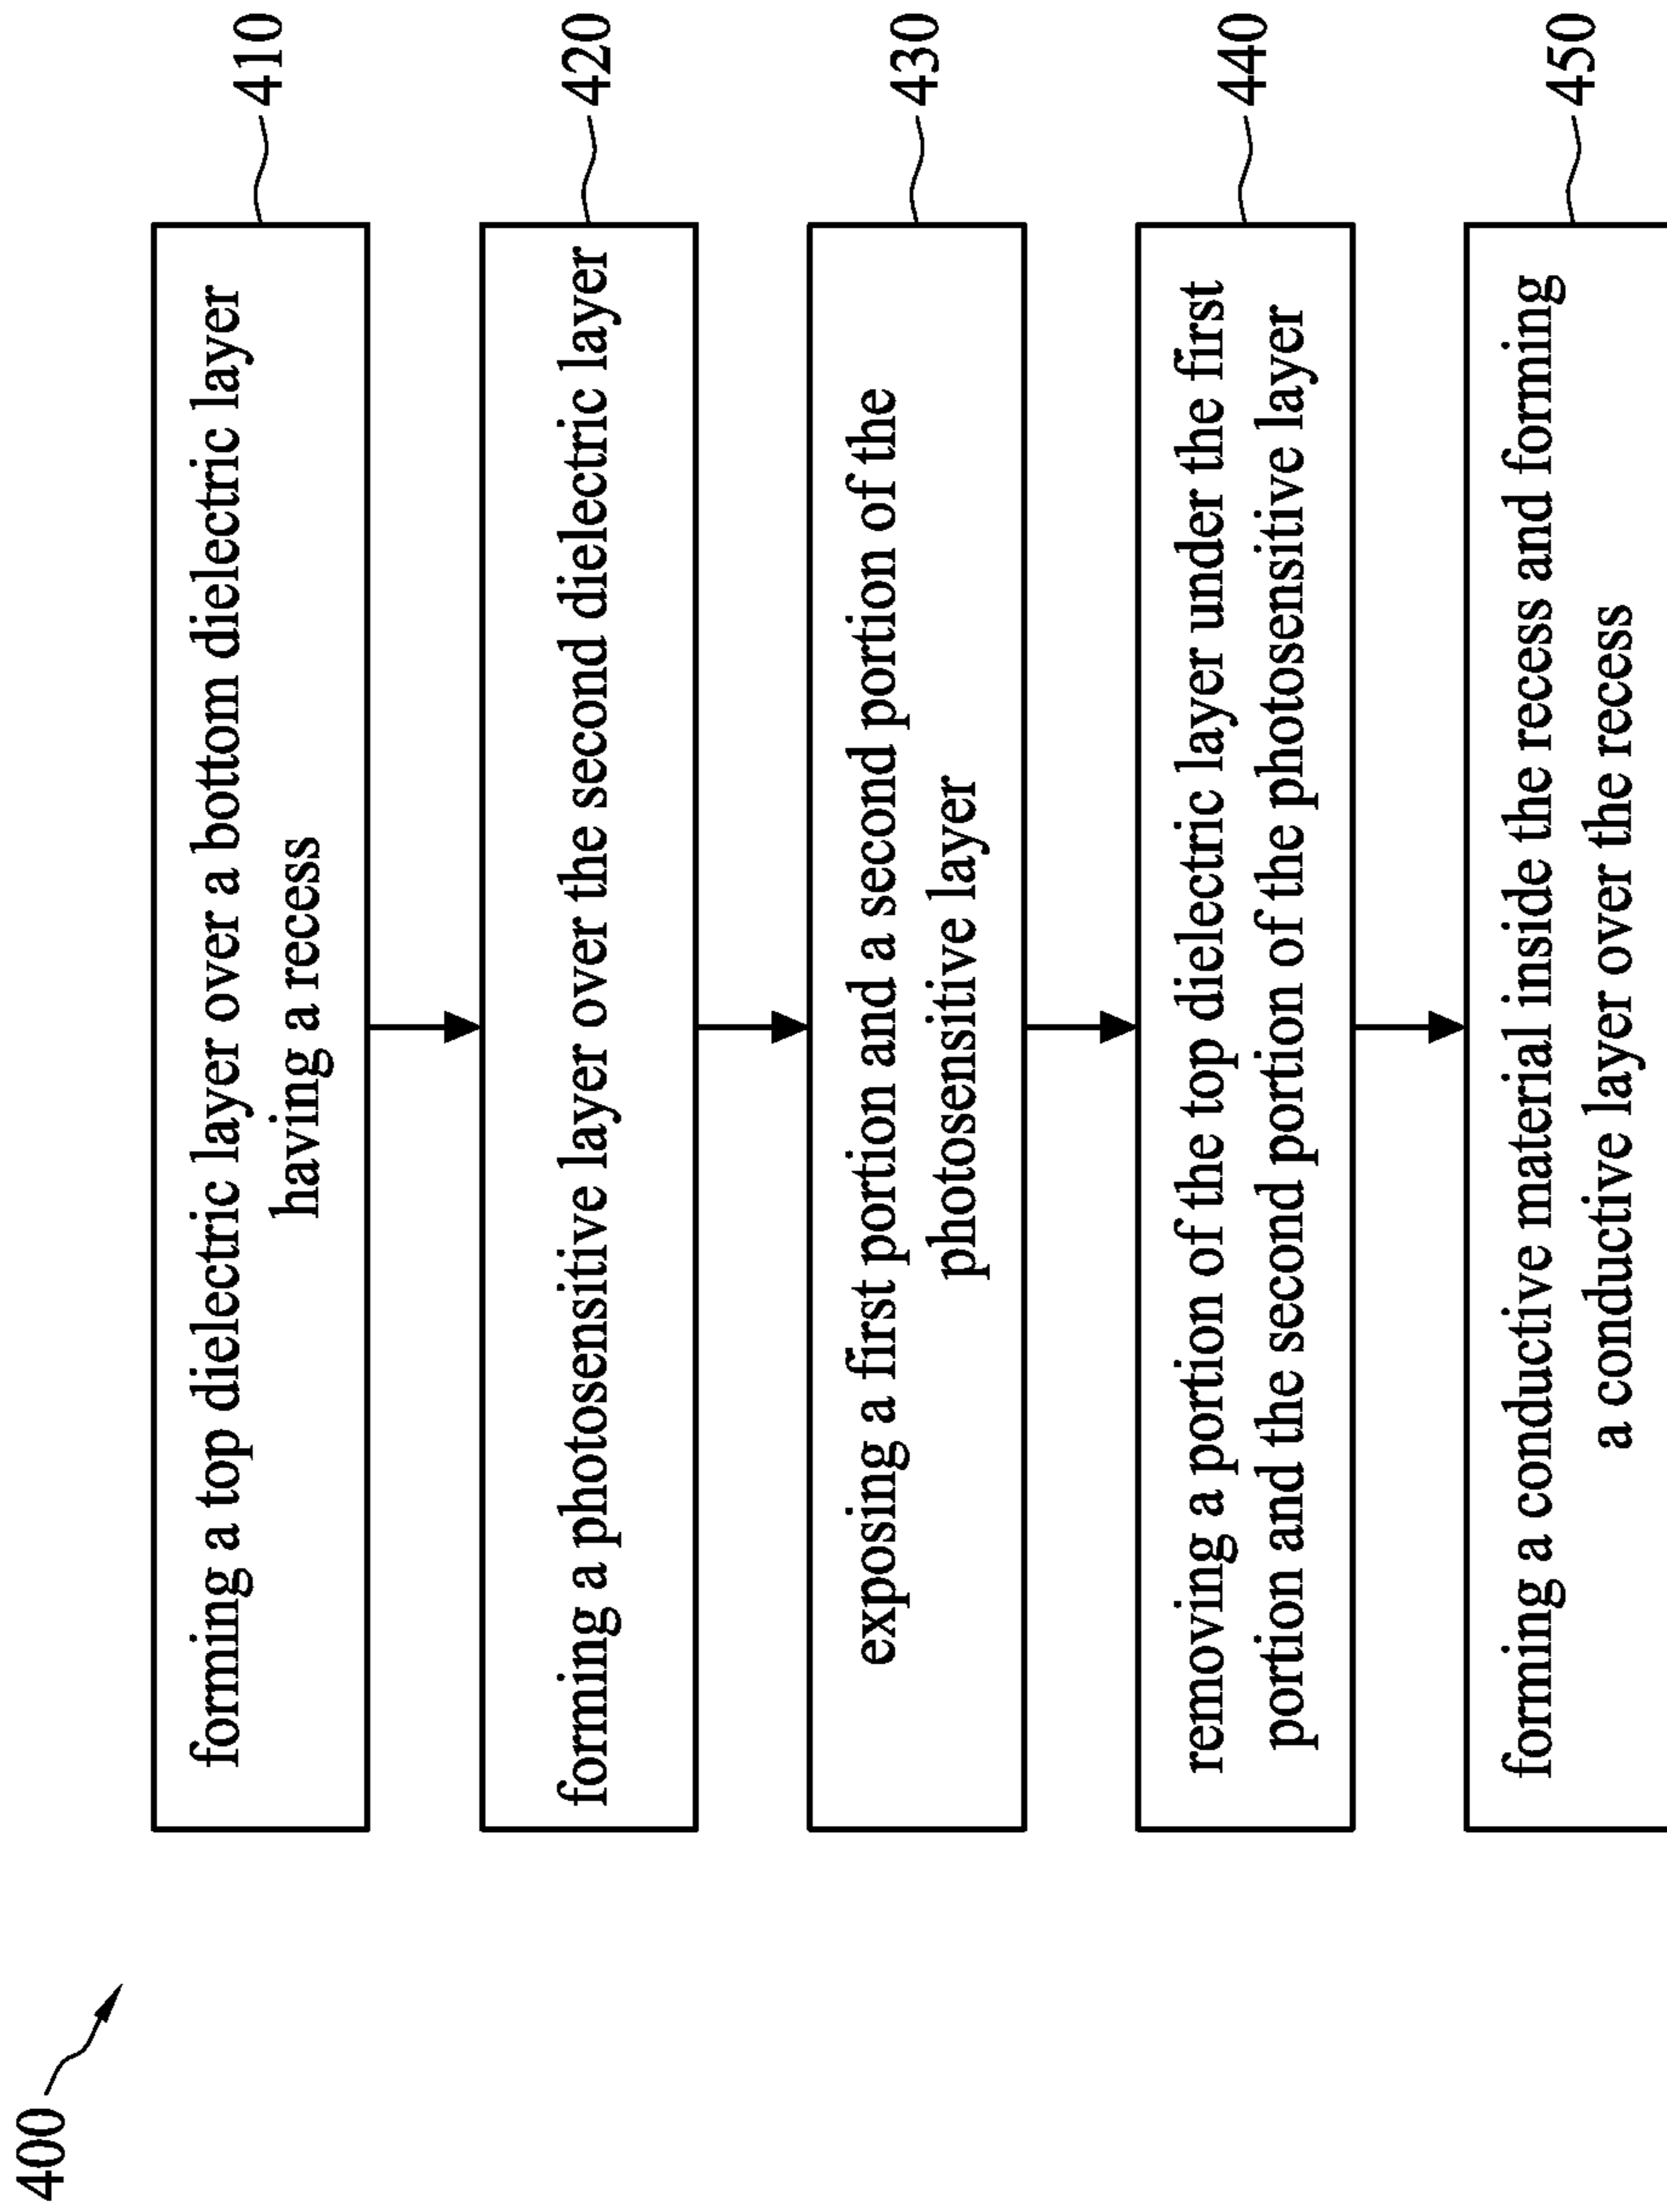 400
forming a top dielectric layer over a bottom dielectric layer
having a recess
410
forming a photosensitive layer over the second dielectric layer
420
exposing a first portion and a second portion of the
photosensitive layer
430
removing a portion of the top dielectric layer under the first
portion and the second portion of the photosensitive layer
440
forming a conductive material inside the recess and forming
a conductive layer over the recess
450